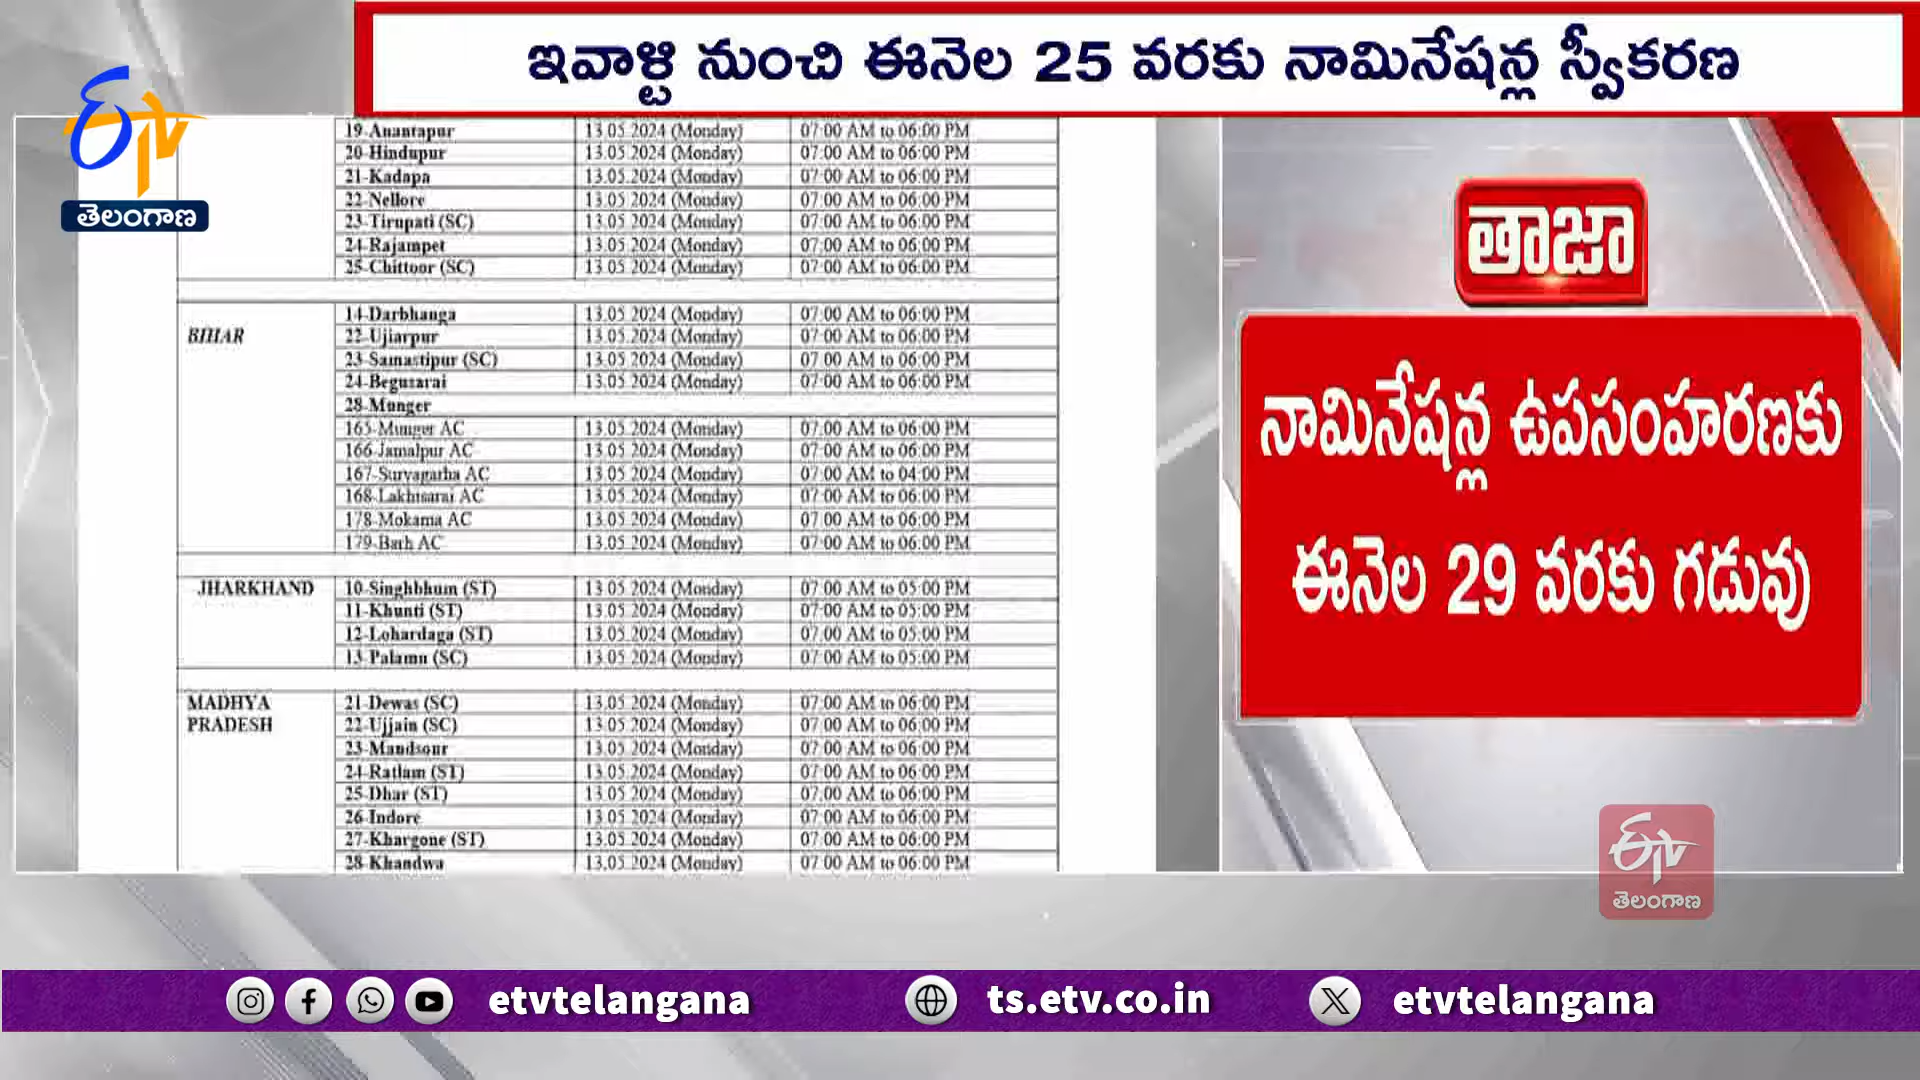 ఇవాళ్టి నుంచి ఈనెల 25 వరకు నామినేషన్ల స్వీకరణ
ETV
తెలంగాణ
19-Anantapur 13.05.2024 (Monday) 07:00 AM to 06:00 PM
20-Hindupur 13.05.2024 (Monday) 07:00 AM to 06:00 PM
21-Kadapa 13.05.2024 (Monday) 07:00 AM to 06:00 PM
22-Nellore 13.05.2024 (Monday) 07:00 AM to 06:00 PM
23-Tirupati (SC) 13.05.2024 (Monday) 07:00 AM to 06:00 PM
24-Rajampet 13.05.2024 (Monday) 07:00 AM to 06:00 PM
25-Chittoor (SC) 13.05.2024 (Monday) 07:00 AM to 06:00 PM
14-Darbhanga 13.05.2024 (Monday) 07:00 AM to 06:00 PM
BIHAR 22-Ujiarpur 13.05.2024 (Monday) 07:00 AM to 06:00 PM
23-Samastipur (SC) 13.05.2024 (Monday) 07:00 AM to 06:00 PM
24-Begusarai 13.05.2024 (Monday) 07:00 AM to 06:00 PM
28-Munger
165-Munger AC 13.05.2024 (Monday) 07:00 AM to 06:00 PM
166-Jamalpur AC 13.05.2024 (Monday) 07:00 AM to 06:00 PM
167-Suryagarha AC 13.05.2024 (Monday) 07:00 AM to 04:00 PM
168-Lakhisarai AC 13.05.2024 (Monday) 07:00 AM to 06:00 PM
178-Mokama AC 13.05.2024 (Monday) 07:00 AM to 06:00 PM
179-Barh AC 13.05.2024 (Monday) 07:00 AM to 06:00 PM
JHARKHAND 10-Singhbhum (ST) 13.05.2024 (Monday) 07:00 AM to 05:00 PM
11-Khunti (ST) 13.05.2024 (Monday) 07:00 AM to 05:00 PM
12-Lohardaga (ST) 13.05.2024 (Monday) 07:00 AM to 05:00 PM
13-Palamu (SC) 13.05.2024 (Monday) 07:00 AM to 05:00 PM
MADHYA 21-Dewas (SC) 13.05.2024 (Monday) 07:00 AM to 06:00 PM
PRADESH 22-Ujjain (SC) 13.05.2024 (Monday) 07:00 AM to 06:00 PM
23-Mandsour 13.05.2024 (Monday) 07:00 AM to 06:00 PM
24-Ratlam (ST) 13.05.2024 (Monday) 07:00 AM to 06:00 PM
25-Dhar (ST) 13.05.2024 (Monday) 07:00 AM to 06:00 PM
26-Indore 13.05.2024 (Monday) 07:00 AM to 06:00 PM
27-Khargone (ST) 13.05.2024 (Monday) 07:00 AM to 06:00 PM
28-Khandwa 13.05.2024 (Monday) 07:00 AM to 06:00 PM
తాజా
నామినేషన్ల ఉపసంహరణకు
ఈనెల 29 వరకు గడువు
ETV
తెలంగాణ
etvtelangana ts.etv.co.in etvtelangana